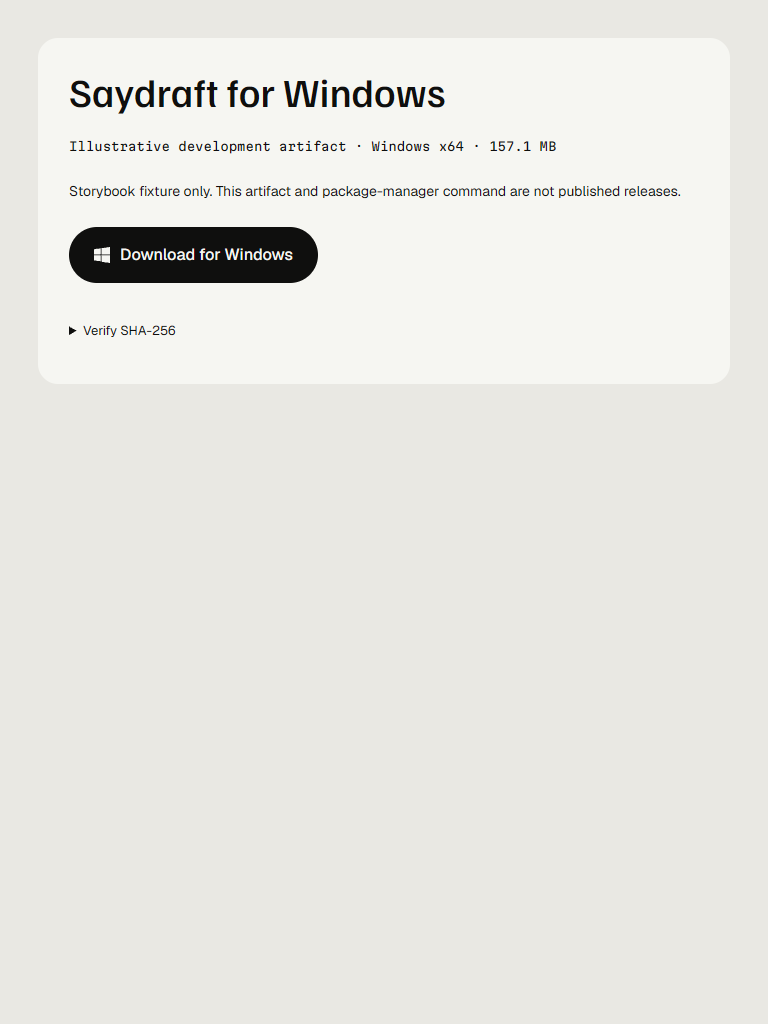 Saydraft for Windows
Illustrative development artifact · Windows x64 · 157.1 MB
Storybook fixture only. This artifact and package-manager command are not published releases.
Download for Windows
Verify SHA-256